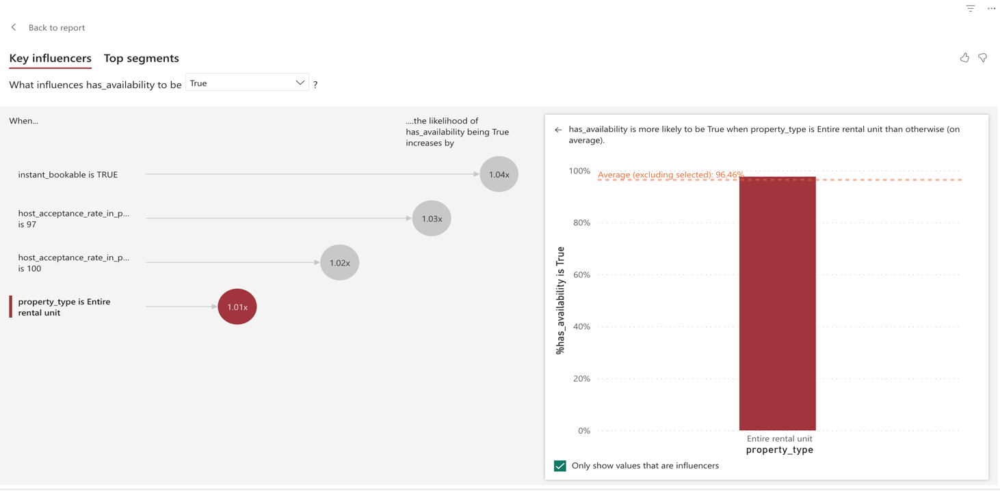 Back to report
Key influencers Top segments
What influences has_availability to be True ?
When...
....the likelihood of
has_availability being True
increases by
instant_bookable is TRUE
1.04x
host_acceptance_rate_in_p...
is 97
1.03x
host_acceptance_rate_in_p...
is 100
1.02x
property_type is Entire
rental unit
1.01x
has_availability is more likely to be True when property_type is Entire rental unit than otherwise (on
average).
%has_availability is True
100%
Average (excluding selected): 96.46%
80%
60%
40%
20%
0%
Entire rental unit
property_type
Only show values that are influencers